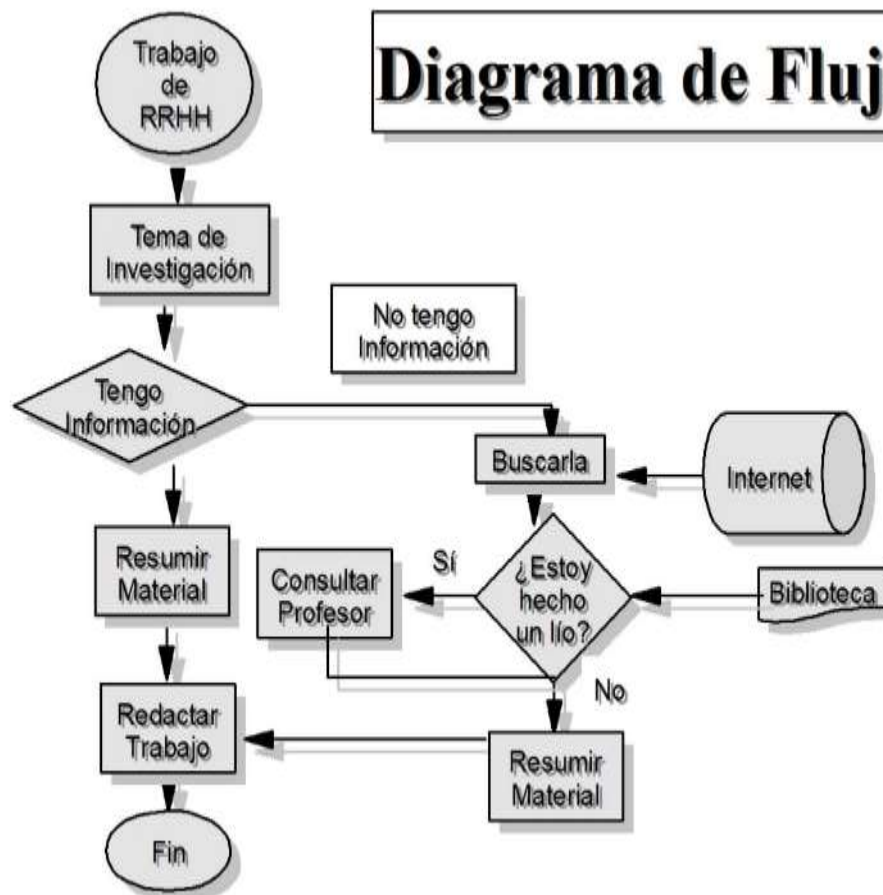 Trabajo
de
RRHH
Diagrama de Fluj
Tema de
Investigación
No tengo
Información
Tengo
Información
Buscarla
Internet
Resumir
Material
Consultar
Profesor
Sí
¿Estoy
hecho
un lío?
Biblioteca
No
Redactar
Trabajo
Resumir
Material
Fin